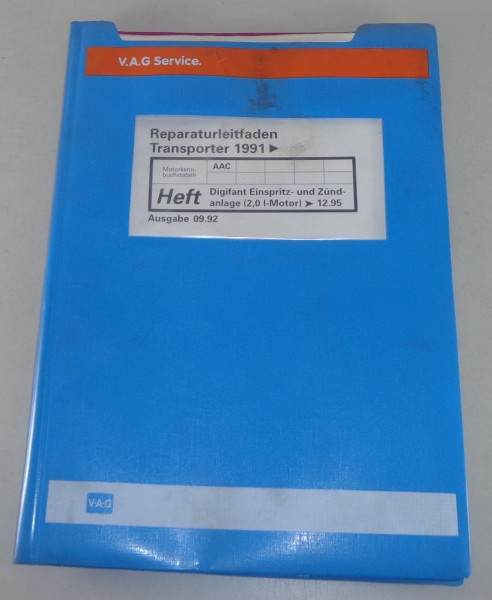 V.A.G Service.
Reparaturleitfaden
Transporter 1991 ➤
Motorkenn-
buchstaben
AAC
Heft
Digifant Einspritz- und Zünd-
anlage (2,0 l-Motor) ➤ 12.95
Ausgabe 09.92
V·A·G